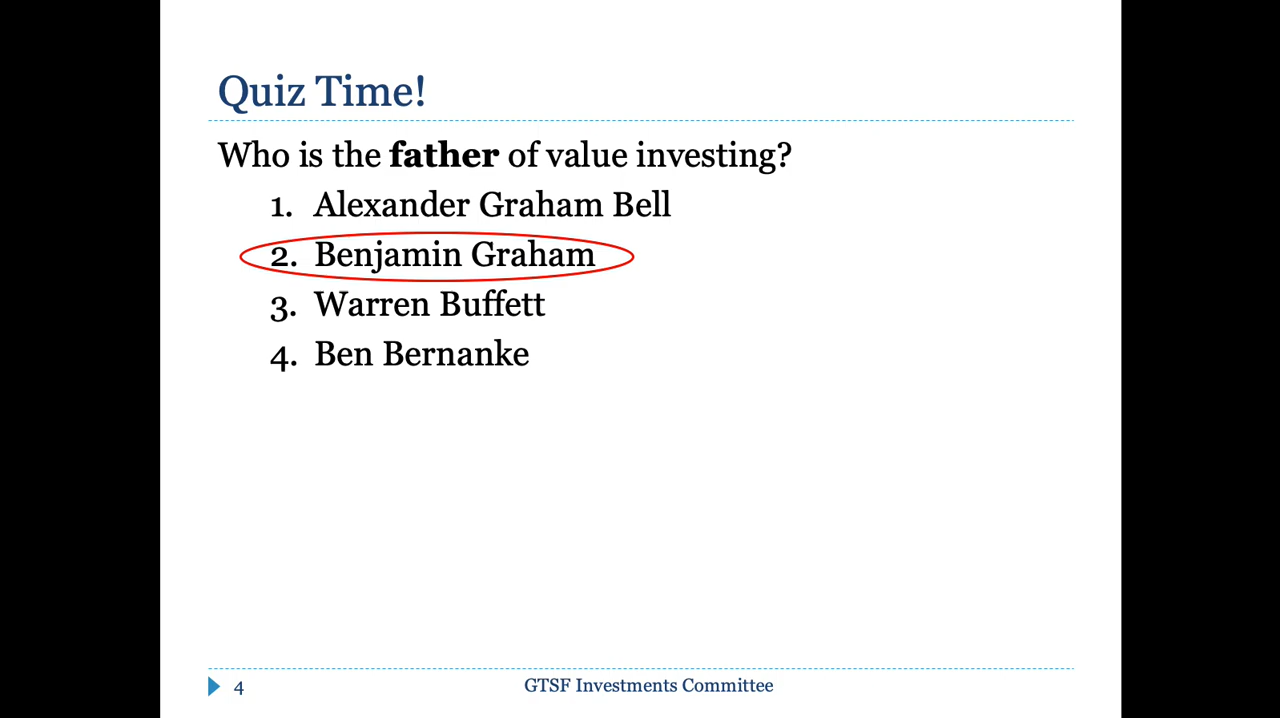 Quiz Time!
Who is the father of value investing?
1. Alexander Graham Bell
2. Benjamin Graham
3. Warren Buffett
4. Ben Bernanke
4
GTSF Investments Committee